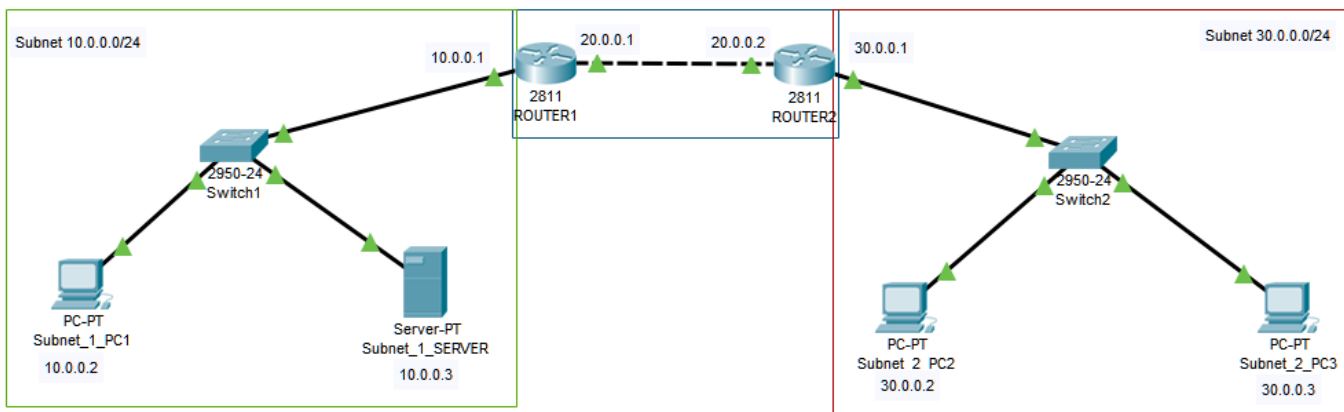 Subnet 10.0.0.0/24
10.0.0.1
20.0.0.1
20.0.0.2
30.0.0.1
Subnet 30.0.0.0/24
2811
ROUTER1
2811
ROUTER2
2950-24
Switch1
2950-24
Switch2
PC-PT
Subnet_1_PC1
10.0.0.2
Server-PT
Subnet_1_SERVER
10.0.0.3
PC-PT
Subnet_2_PC2
30.0.0.2
PC-PT
Subnet_2_PC3
30.0.0.3